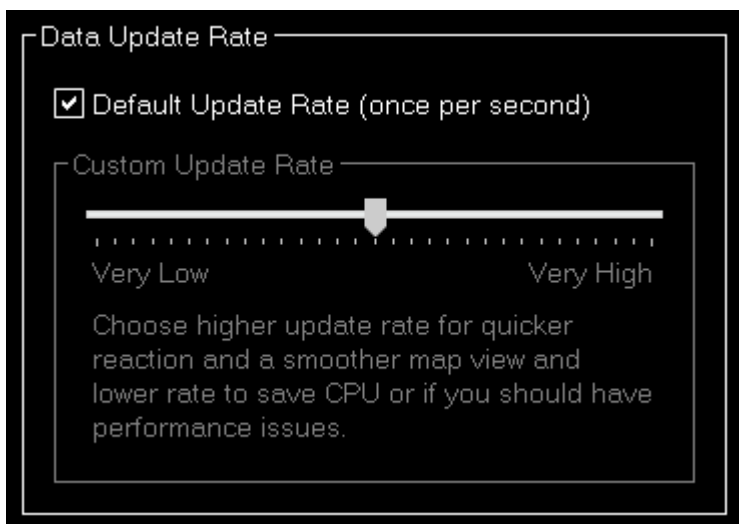 Data Update Rate
Default Update Rate (once per second)
Custom Update Rate
Very Low
Very High
Choose higher update rate for quicker
reaction and a smoother map view and
lower rate to save CPU or if you should have
performance issues.